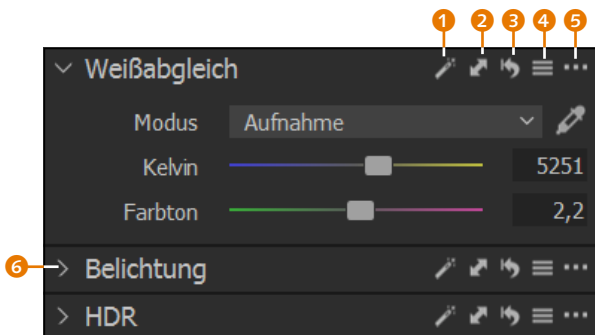 1 2 3 4 5
Weißabgleich
Modus Aufnahme
Kelvin 5251
Farbton 2,2
6 Belichtung
HDR